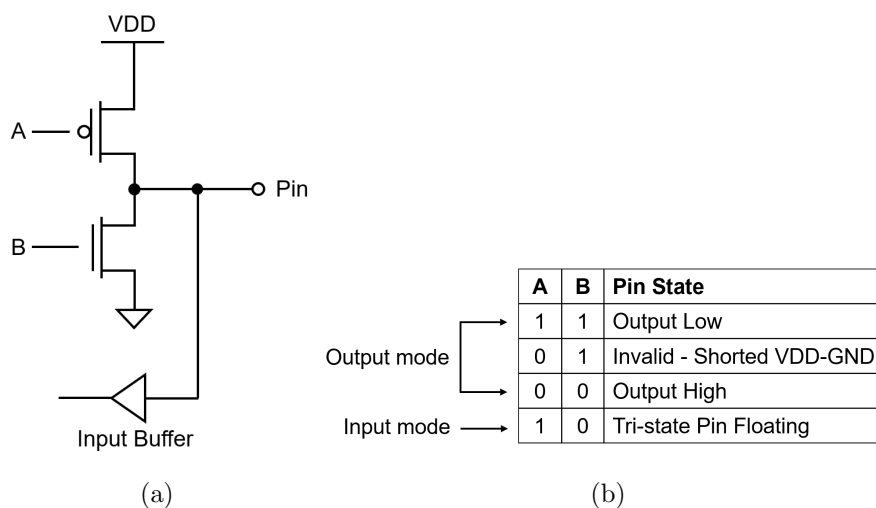 VDD
A
Pin
B
Input Buffer
(a)
A B Pin State
1 1 Output Low
0 1 Invalid - Shorted VDD-GND
0 0 Output High
1 0 Tri-state Pin Floating
Output mode
Input mode
(b)